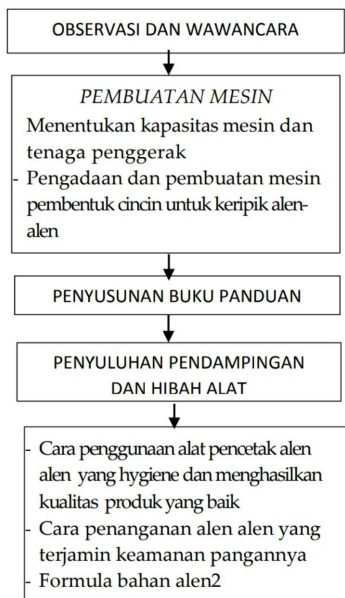 OBSERVASI DAN WAWANCARA
PEMBUATAN MESIN
Menentukan kapasitas mesin dan
tenaga penggerak
- Pengadaan dan pembuatan mesin
pembentuk cincin untuk keripik alen-
alen
PENYUSUNAN BUKU PANDUAN
PENYULUHAN PENDAMPINGAN
DAN HIBAH ALAT
- Cara penggunaan alat pencetak alen
alen yang hygiene dan menghasilkan
kualitas produk yang baik
- Cara penanganan alen alen yang
terjamin keamanan pangannya
- Formula bahan alen2